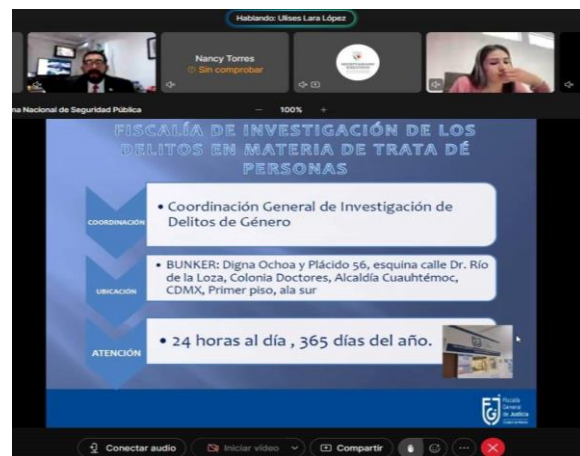 Hablando: Ulises Lara López
Nancy Torres
Sin comprobar
na Nacional de Seguridad Pública
100%
FISCALÍA DE INVESTIGACIÓN DE LOS
DELITOS EN MATERIA DE TRATA DÉ
PERSONAS
COORDINACIÓN
• Coordinación General de Investigación de
Delitos de Género
UBICACIÓN
• BUNKER: Digna Ochoa y Plácido 56, esquina calle Dr. Río
de la Loza, Colonia Doctores, Alcaldía Cuauhtémoc,
CDMX, Primer piso, ala sur
ATENCIÓN
• 24 horas al día , 365 días del año.
Fiscalía
General
de Justicia
Conectar audio
Iniciar video
Compartir